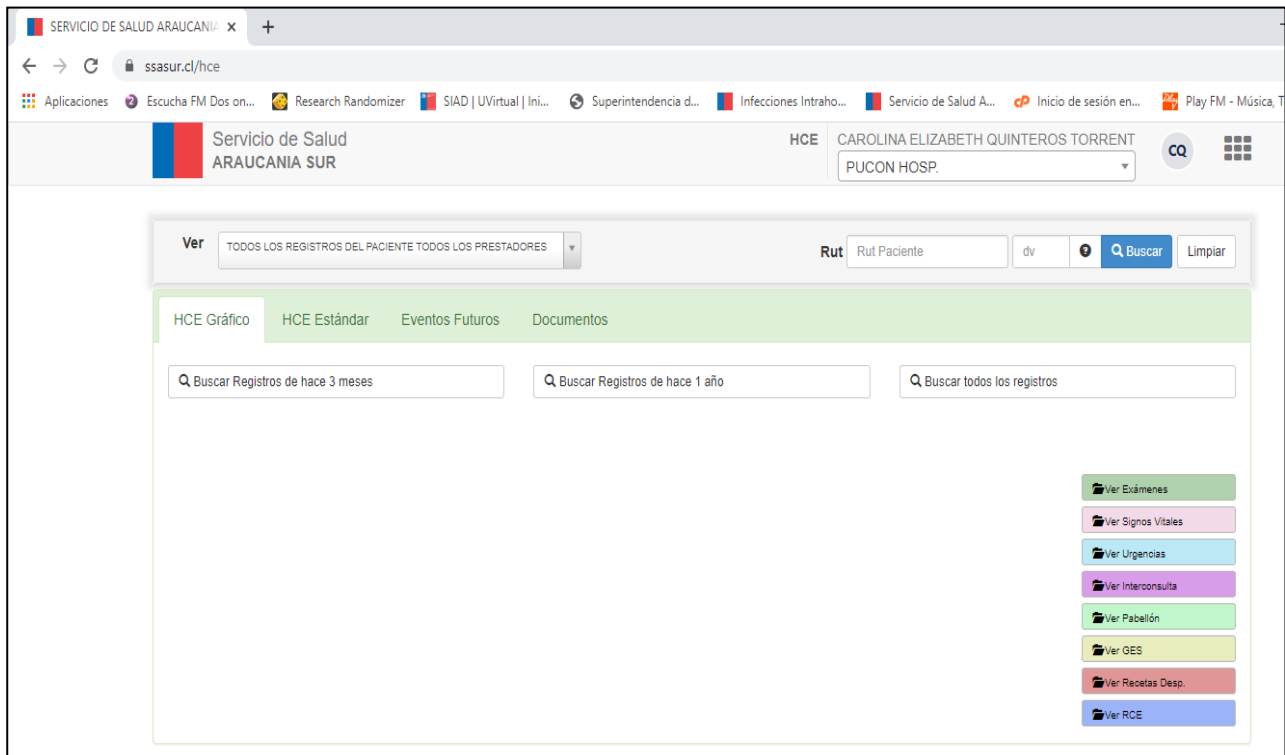 SERVICIO DE SALUD ARAUCANIA
ssasur.cl/hce
Aplicaciones Escucha FM Dos on... Research Randomizer SIAD | UVirtual | Ini... Superintendencia d... Infecciones Intraho... Servicio de Salud A... Inicio de sesión en... Play FM - Música, T
Servicio de Salud HCE CAROLINA ELIZABETH QUINTEROS TORRENT
ARAUCANIA SUR PUCON HOSP. CQ
Ver TODOS LOS REGISTROS DEL PACIENTE TODOS LOS PRESTADORES Rut Rut Paciente dv Buscar Limpiar
HCE Gráfico HCE Estándar Eventos Futuros Documentos
Buscar Registros de hace 3 meses Buscar Registros de hace 1 año Buscar todos los registros
Ver Exámenes
Ver Signos Vitales
Ver Urgencias
Ver Interconsulta
Ver Pabellón
Ver GES
Ver Recetas Desp.
Ver RCE